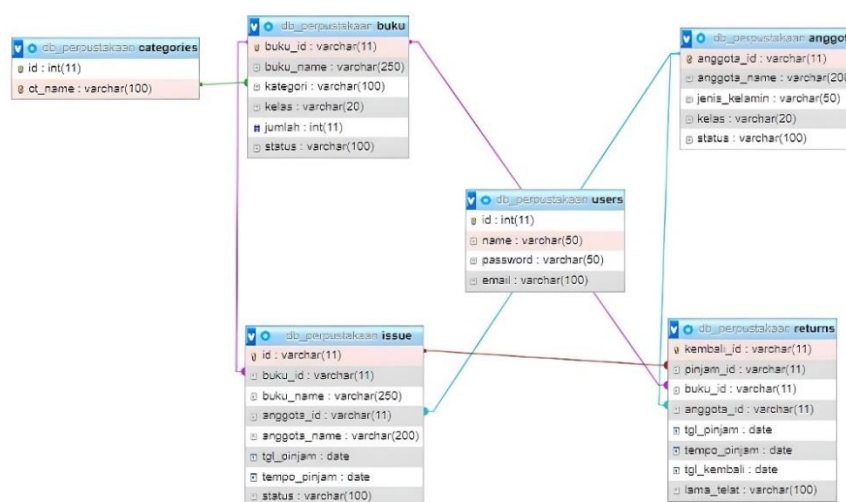 db_perpustakaan categories
id : int(11)
ct_name : varchar(100)
db_perpustakaan buku
buku_id : varchar(11)
buku_name : varchar(250)
kategori : varchar(100)
kelas : varchar(20)
jumlah : int(11)
status : varchar(100)
db_perpustakaan anggot
anggota_id : varchar(11)
anggota_name : varchar(200
jenis_kelamin : varchar(50)
kelas : varchar(20)
status : varchar(100)
db_perpustakaan users
id : int(11)
name : varchar(50)
password : varchar(50)
email : varchar(100)
db_perpustakaan issue
id : varchar(11)
buku_id : varchar(11)
buku_name : varchar(250)
anggota_id : varchar(11)
anggota_name : varchar(200)
tgl_pinjam : date
tempo_pinjam : date
status : varchar(100)
db_perpustakaan returns
kembali_id : varchar(11)
pinjam_id : varchar(11)
buku_id : varchar(11)
anggota_id : varchar(11)
tgl_pinjam : date
tempo_pinjam : date
tgl_kembali : date
lama_telat : varchar(100)